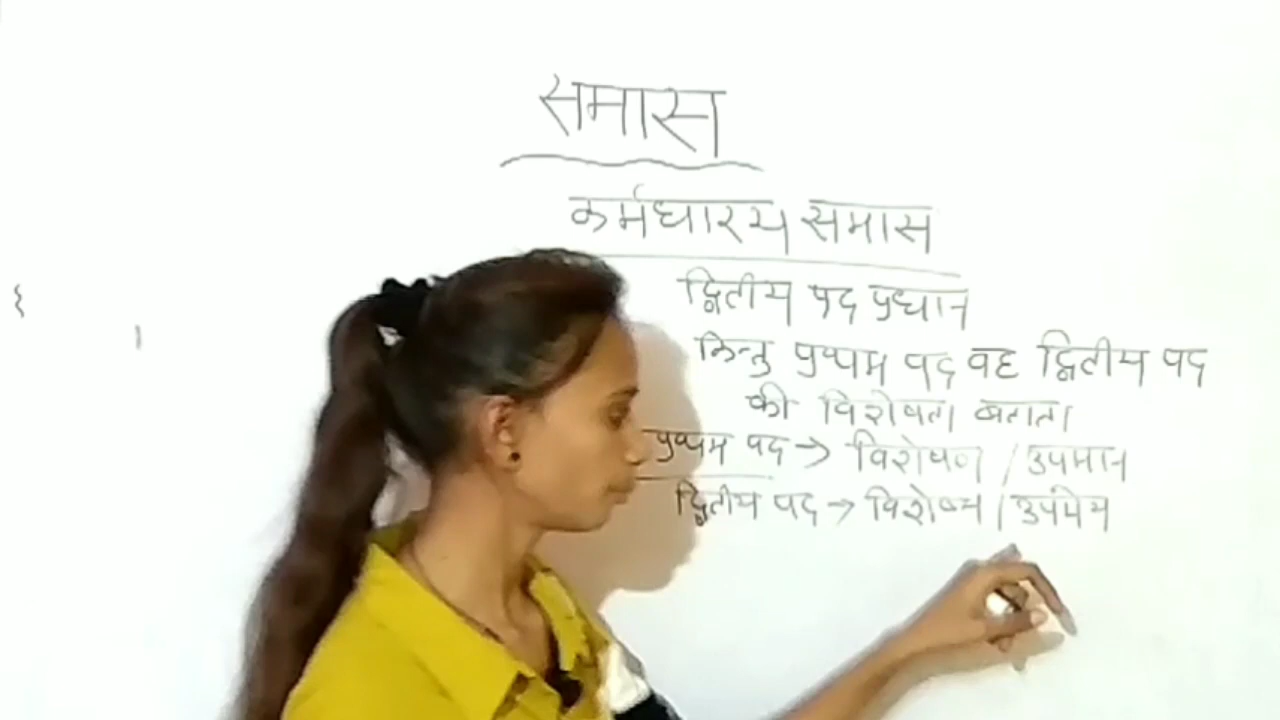 समास
कर्मधारय समास
द्वितीय पद प्रधान
किन्तु प्रथम पद वह द्वितीय पद
की विशेषता बताता
प्रथम पद → विशेषण / उपमान
द्वितीय पद → विशेष्य / उपमेय